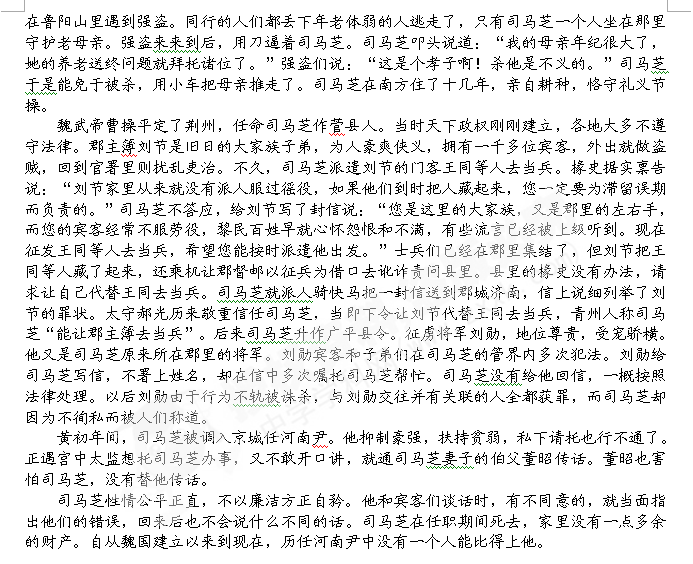 在鲁阳山里遇到强盗。同行的人们都丢下年老体弱的人逃走了，只有司马芝一个人坐在那里
守护老母亲。强盗来来到后，用刀逼着司马芝。司马芝叩头说道：“我的母亲年纪很大了，
她的养老送终问题就拜托诸位了。”强盗们说：“这是个孝子啊！杀他是不义的。”司马芝
于是能免于被杀，用小车把母亲推走了。司马芝在南方住了十几年，亲自耕种，恪守礼义节
操。
魏武帝曹操平定了荆州，任命司马芝作菅县人。当时天下政权刚刚建立，各地大多不遵
守法律。郡主簿刘节是旧日的大家族子弟，为人豪爽侠义，拥有一千多位宾客，外出就做盗
贼，回到官署里则扰乱吏治。不久，司马芝派遣刘节的门客王同等人去当兵。掾史据实禀告
说：“刘节家里从来就没有派人服过徭役，如果他们到时把人藏起来，您一定要为滞留误期
而负责的。”司马芝不答应，给刘节写了封信说：“您是这里的大家族，又是郡里的左右手，
而您的宾客经常不服劳役，黎民百姓早就心怀怨恨和不满，有些流言已经被上级听到。现在
征发王同等人去当兵，希望您能按时派遣他出发。”士兵们已经在郡里集结了，但刘节把王
同等人藏了起来，还乘机让郡督邮以征兵为借口去讹诈责问县里。县里的掾史没有办法，请
求让自己代替王同去当兵。司马芝就派人骑快马把一封信送到郡城济南，信上说细列举了刘
节的罪状。太守郝光历来敬重信任司马芝，当即下令让刘节代替王同去当兵，青州人称司马
芝“能让郡主簿去当兵”。后来司马芝升作广平县令。征虏将军刘勋，地位尊贵，受宠骄横。
他又是司马芝原来所在郡里的将军。刘勋宾客和子弟们在司马芝的管界内多次犯法。刘勋给
司马芝写信，不署上姓名，却在信中多次嘱托司马芝帮忙。司马芝没有给他回信，一概按照
法律处理。以后刘勋由于行为不轨被诛杀，与刘勋交往并有关联的人全都获罪，而司马芝却
因为不徇私而被人们称道。
黄初年间，司马芝被调入京城任河南尹。他抑制豪强，扶持贫弱，私下请托也行不通了。
正遇宫中太监想托司马芝办事，又不敢开口讲，就通司马芝妻子的伯父董昭传话。董昭也害
怕司马芝，没有替他传话。
司马芝性情公平正直，不以廉洁方正自矜。他和宾客们谈话时，有不同意的，就当面指
出他们的错误，回来后也不会说什么不同的话。司马芝在任职期间死去，家里没有一点多余
的财产。自从魏国建立以来到现在，历任河南尹中没有一个人能比得上他。